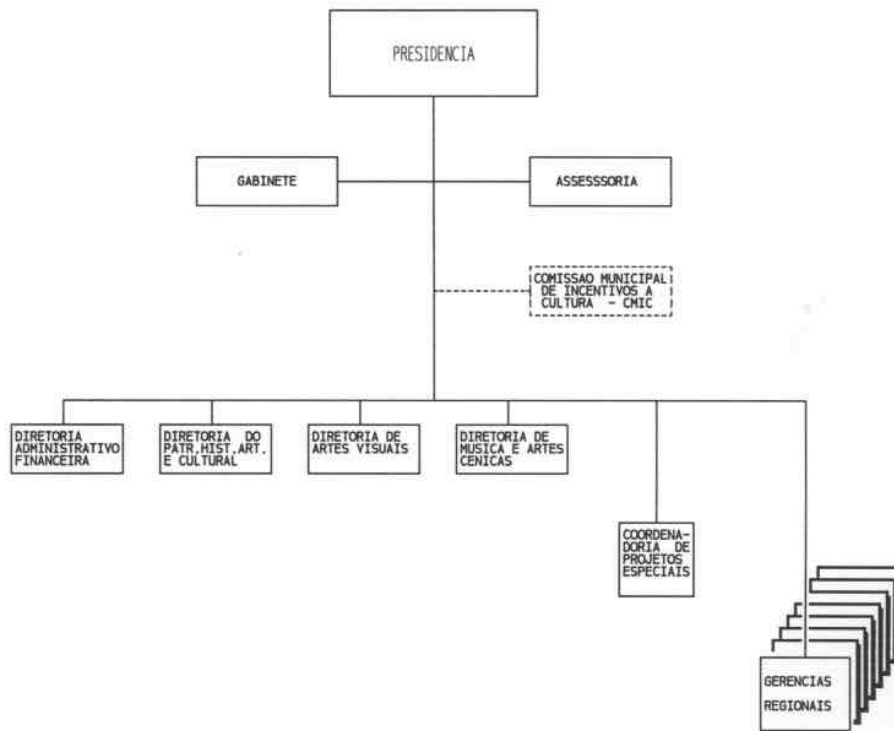 PRESIDENCIA
GABINETE
ASSESSSORIA
COMISSAO MUNICIPAL
DE INCENTIVOS A
CULTURA - CMIC
DIRETORIA
ADMINISTRATIVO
FINANCEIRA
DIRETORIA DO
PATR.HIST.ART.
E CULTURAL
DIRETORIA DE
ARTES VISUAIS
DIRETORIA DE
MUSICA E ARTES
CENICAS
COORDENA-
DORIA DE
PROJETOS
ESPECIAIS
GERENCIAS
REGIONAIS